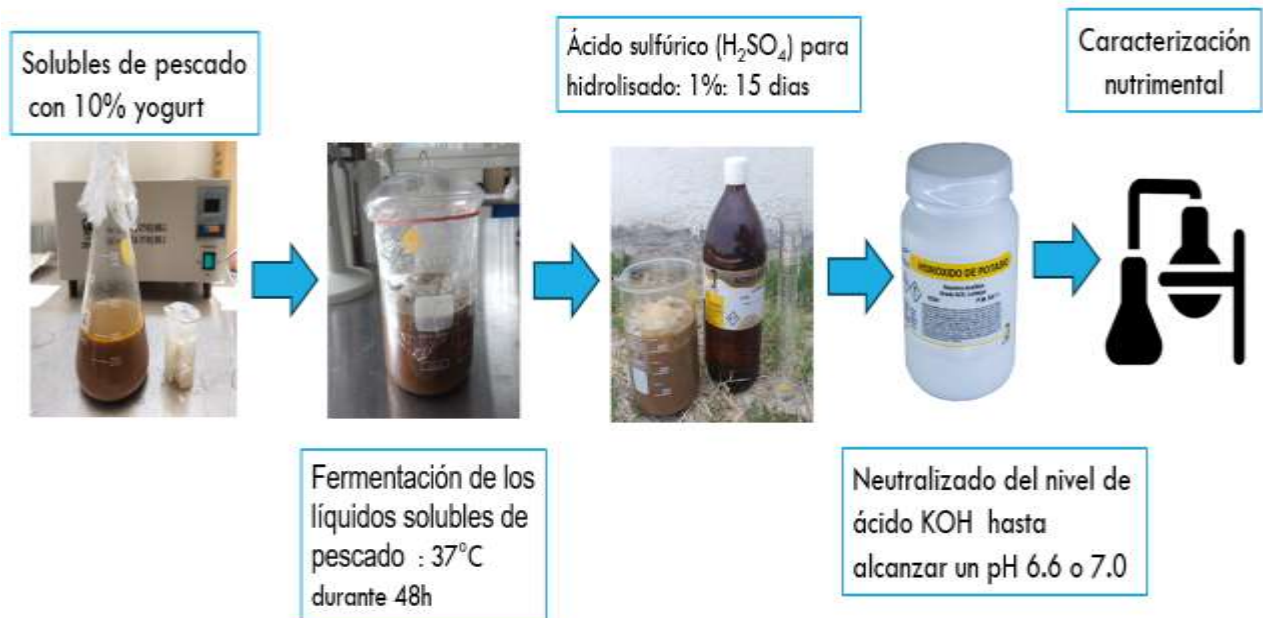 Solubles de pescado
con 10% yogurt
Ácido sulfúrico (H₂SO₄) para
hidrolisado: 1%: 15 dias
Caracterización
nutrimental
HIDRÓXIDO DE POTASIO
Fermentación de los
líquidos solubles de
pescado : 37°C
durante 48h
Neutralizado del nivel de
ácido KOH hasta
alcanzar un pH 6.6 o 7.0